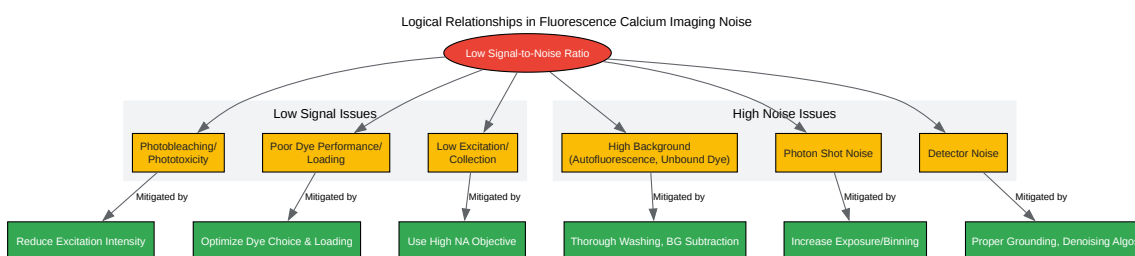 Logical Relationships in Fluorescence Calcium Imaging Noise
Low Signal-to-Noise Ratio
Low Signal Issues
High Noise Issues
Photobleaching/
Phototoxicity
Poor Dye Performance/
Loading
Low Excitation/
Collection
High Background
(Autofluorescence, Unbound Dye)
Photon Shot Noise
Detector Noise
Mitigated by
Mitigated by
Mitigated by
Mitigated by
Mitigated by
Mitigated by
Reduce Excitation Intensity
Optimize Dye Choice & Loading
Use High NA Objective
Thorough Washing, BG Subtraction
Increase Exposure/Binning
Proper Grounding, Denoising Algos